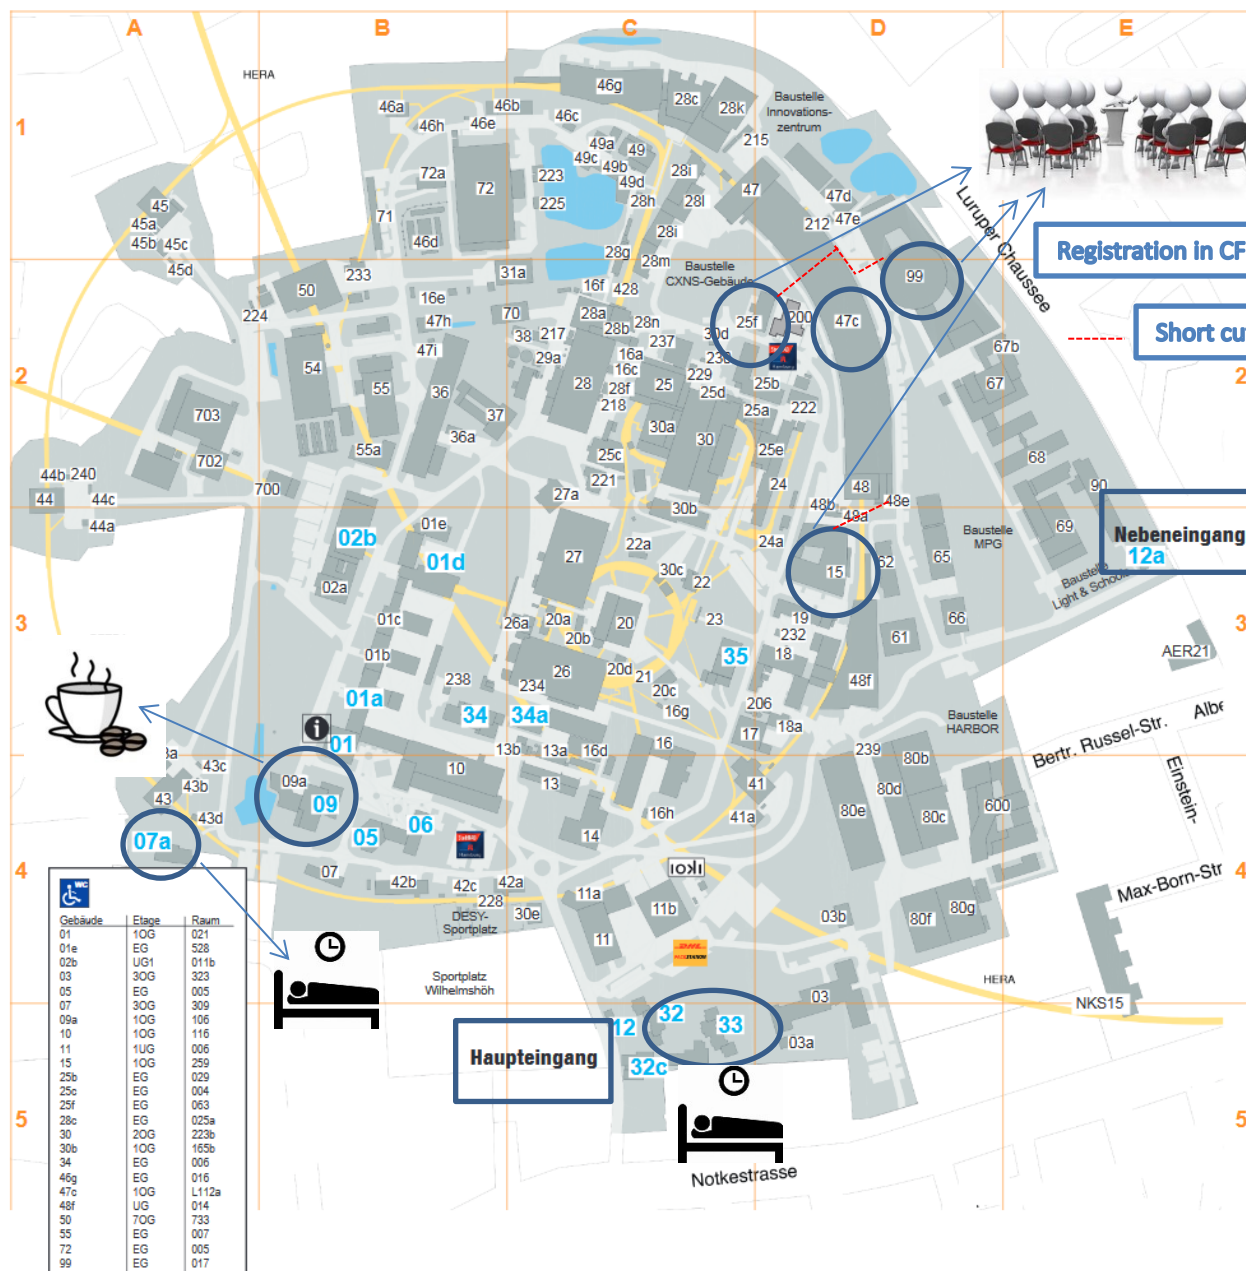 A B C D E
HERA
46g
28c
28k
Baustelle
Innovations-
zentrum
46a 46b
46c
1
46h
46e
215
49a 49
49c 49b
72a 72 223
49d
28i
47
47d
225
28h 28l
45
71
212 47e
45a
28i
45b 45c
46d
28g
Luruper Chaussee
Registration in CF
45d
233
31a
28m
Baustelle
CXNS-Gebäude
99
50
16e
16f 428
224
70
28a
28n
25f 200 47c
47h
38 217
28b
30d
Short cu
47i
29a
16a
237
235
67b
54
16c
229
2
2
55
36
28
28f
25
25d
25b
67
703
37
218
25a 222
36a
30a
30
68
55a
25c
25e
702
221
24
90
44b 240
700
27a
48
44
44c
30b
48b
48e
44a
01e
48a
69
02b
22a
24a
Baustelle
MPG
Nebeneingang
12a
01d
27
62 65
30c
15
02a
22
Baustelle
Light & School
01c
20a
23
19
66
3
26a
20
232
61
3
20b
01b
35
18
AER21
26
20d
238
21
234
20c
48f
01a
34 34a
16g
206
Baustelle
HARBOR
Albe
18a
01
17
Bertr. Russel-Str.
13b 13a 16d
16
239
43c
80b
10
09a
13
41
Einstein-
43b
80d
43
09
16h
600
43d
06
41a
80e
80c
07a
05
14
07
IOKI
4
4
42b
42c 42a
Max-Born-Str
228
11a
80g
30e
11b
03b
80f
DESY-
Sportplatz
11
Sportplatz
Wilhelmshöh
HERA
03
NKS15
12 32 33
03a
Haupteingang
32c
5
5
Notkestrasse
WC
Gebäude Etage Raum
01 1OG 021
01e EG 528
02b UG1 011b
03 3OG 323
05 EG 005
07 3OG 309
09a 1OG 106
10 1OG 116
11 1UG 006
15 1OG 259
25b EG 029
25c EG 004
25f EG 063
28c EG 025a
30 2OG 223b
30b 1OG 165b
34 EG 006
46g EG 016
47c 1OG L112a
48f UG 014
50 7OG 733
55 EG 007
72 EG 005
99 EG 017